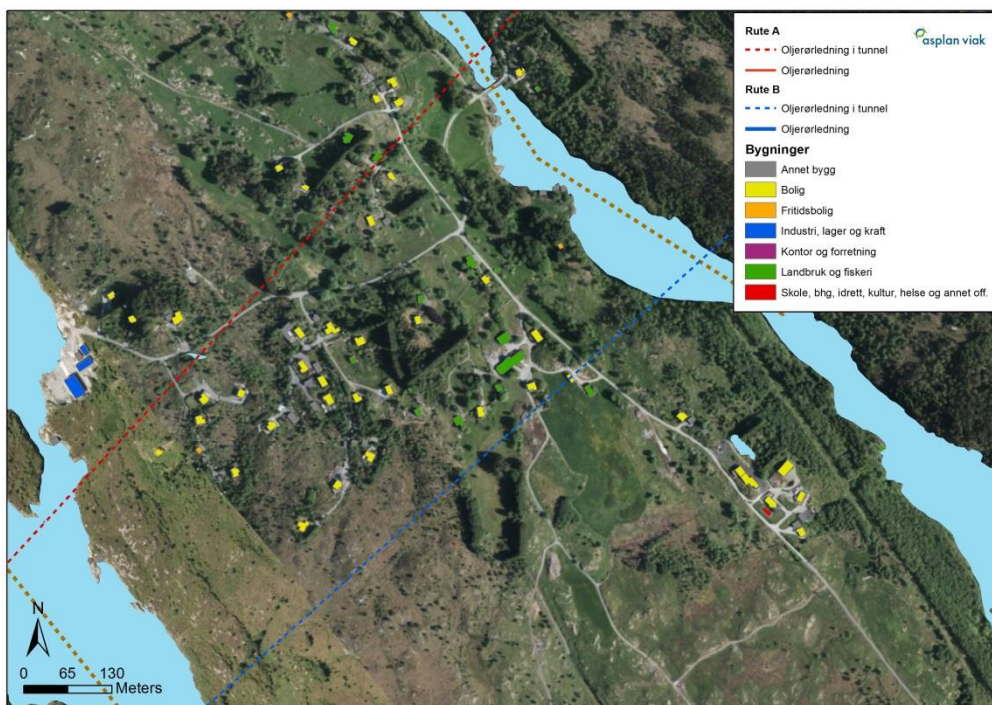 Rute A
asplan viak
Oljerørledning i tunnel
Oljerørledning
Rute B
Oljerørledning i tunnel
Oljerørledning
Bygninger
Annet bygg
Bolig
Fritidsbolig
Industri, lager og kraft
Kontor og forretning
Landbruk og fiskeri
Skole, bhg, idrett, kultur, helse og annet off.
N
0 65 130
Meters